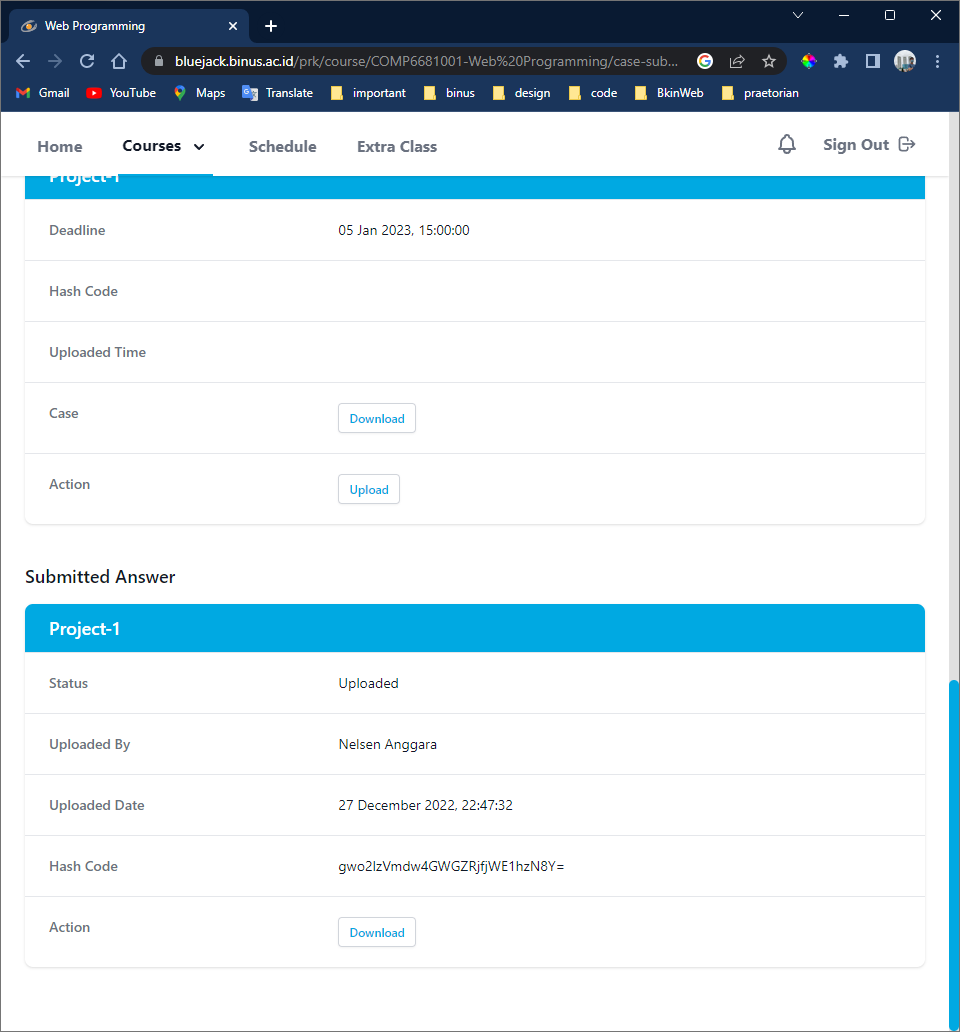 Web Programming
bluejack.binus.ac.id/prk/course/COMP6681001-Web%20Programming/case-sub...
Gmail YouTube Maps Translate important binus design code BkinWeb praetorian
Home Courses Schedule Extra Class Sign Out
Project-1
Deadline 05 Jan 2023, 15:00:00
Hash Code
Uploaded Time
Case Download
Action Upload
Submitted Answer
Project-1
Status Uploaded
Uploaded By Nelsen Anggara
Uploaded Date 27 December 2022, 22:47:32
Hash Code gwo2IzVmdw4GWGZRjfjWE1hzN8Y=
Action Download